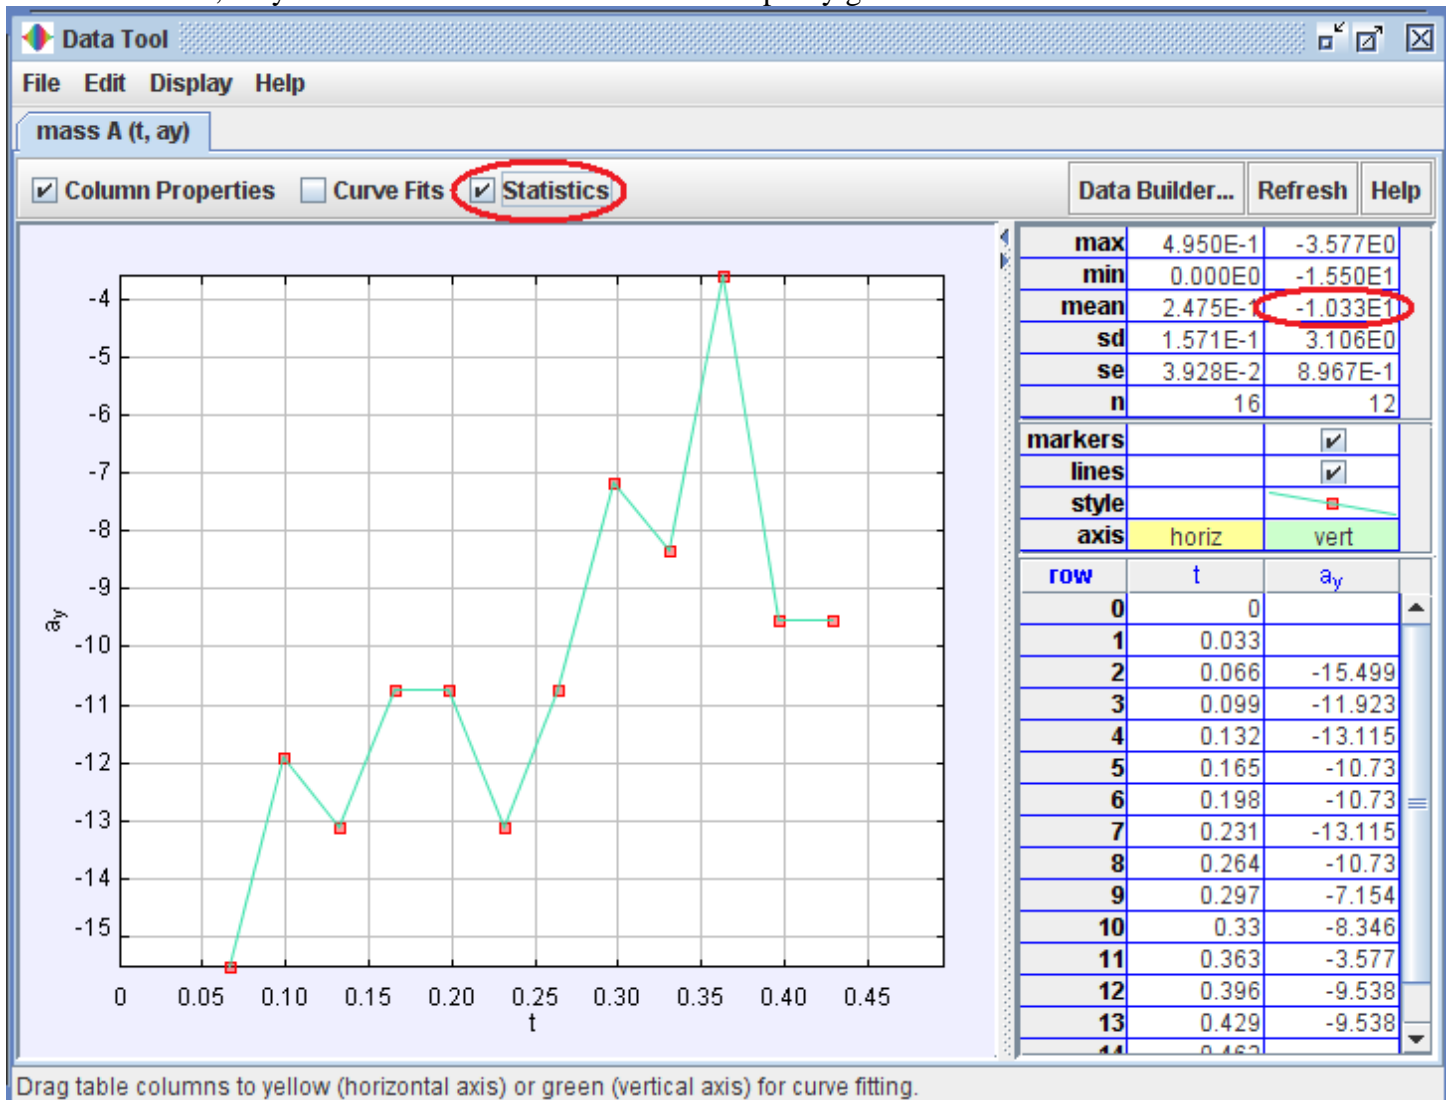 Data Tool
File Edit Display Help
mass A (t, ay)
Column Properties Curve Fits Statistics Data Builder... Refresh Help
max 4.950E-1 -3.577E0
min 0.000E0 -1.550E1
mean 2.475E-1 -1.033E1
sd 1.571E-1 3.106E0
se 3.928E-2 8.967E-1
n 16 12
markers
lines
style
axis horiz vert
row t ay
0 0
1 0.033
2 0.066 -15.499
3 0.099 -11.923
4 0.132 -13.115
5 0.165 -10.73
6 0.198 -10.73
7 0.231 -13.115
8 0.264 -10.73
9 0.297 -7.154
10 0.33 -8.346
11 0.363 -3.577
12 0.396 -9.538
13 0.429 -9.538
14 0.462
-4
-5
-6
-7
-8
-9
-10
-11
-12
-13
-14
-15
ay
0 0.05 0.10 0.15 0.20 0.25 0.30 0.35 0.40 0.45
t
Drag table columns to yellow (horizontal axis) or green (vertical axis) for curve fitting.